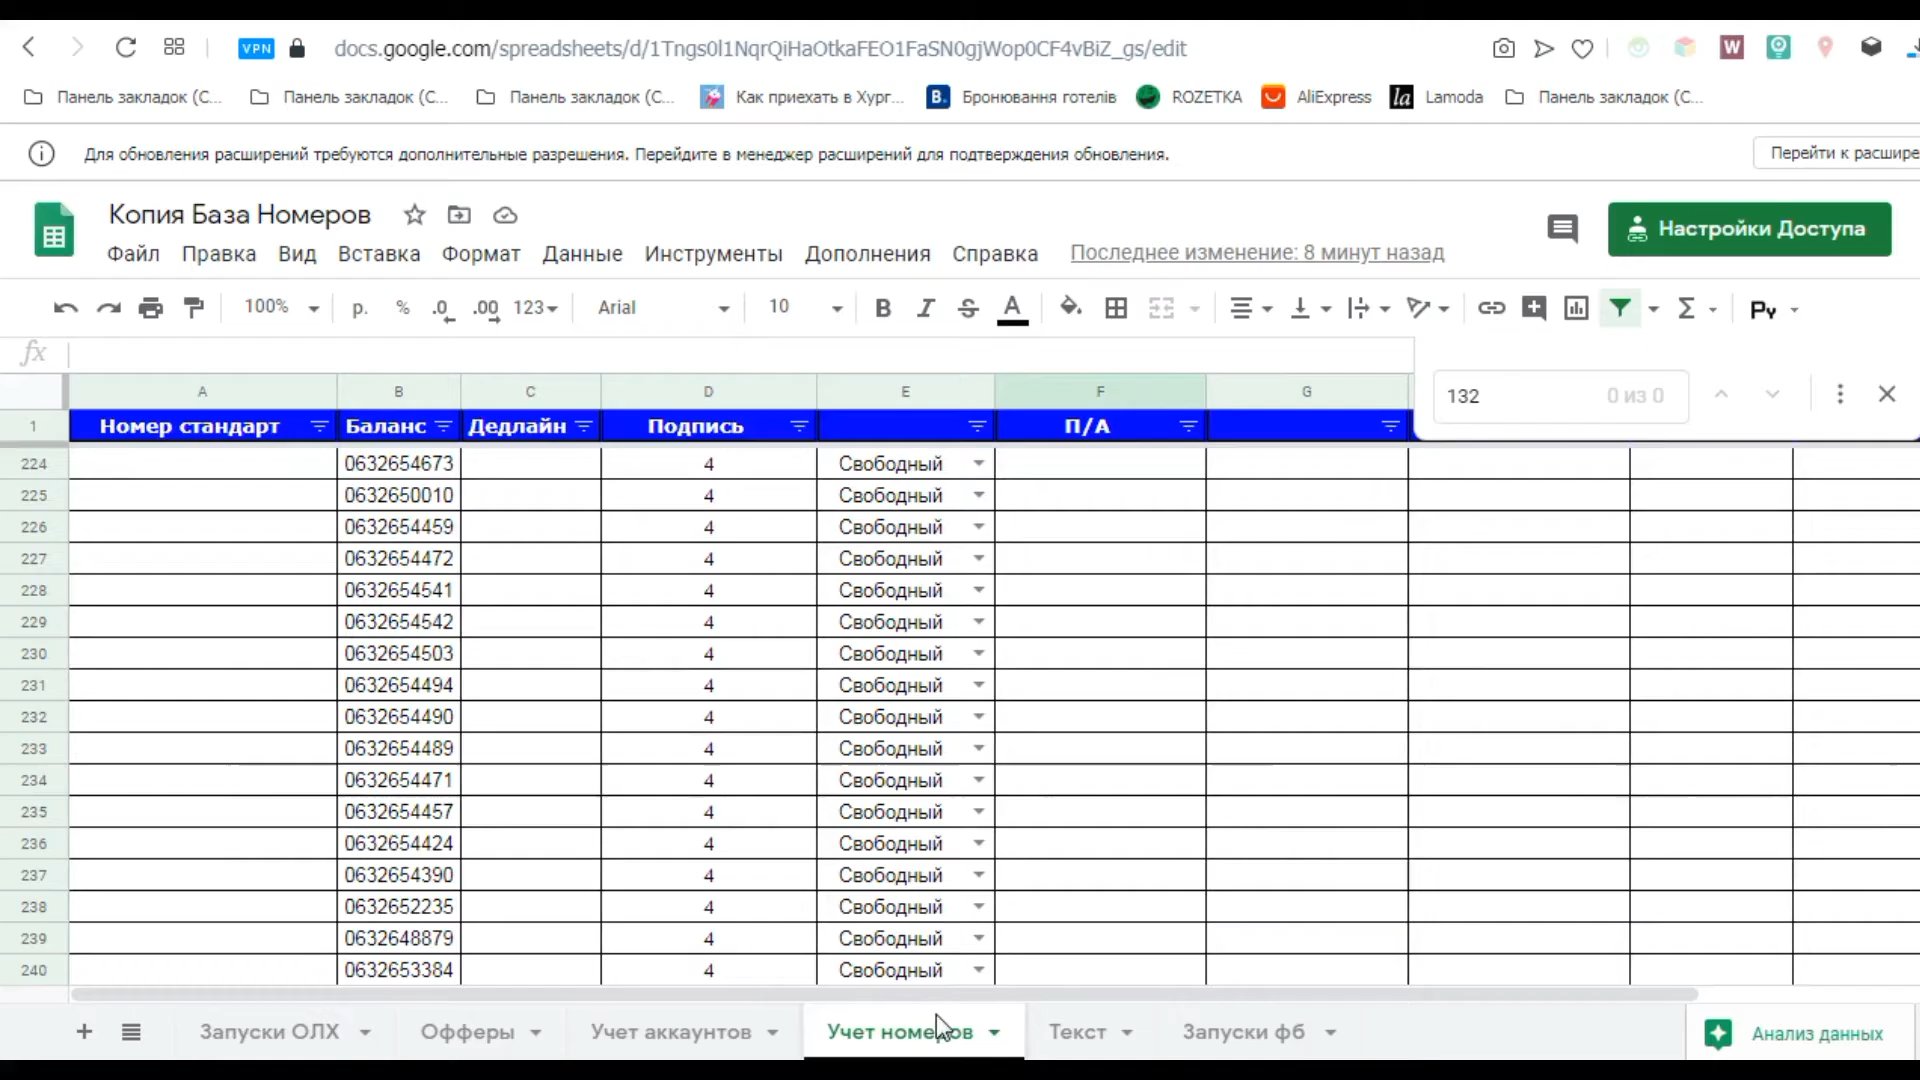 VPN docs.google.com/spreadsheets/d/1Tngs0l1NqrQiHaOtkaFEO1FaSN0gjWop0CF4vBiZ_gs/edit
Панель закладок (С... Панель закладок (С... Панель закладок (С... Как приехать в Хург... B. Бронювання готелів ROZETKA AliExpress la Lamoda Панель закладок (С...
Для обновления расширений требуются дополнительные разрешения. Перейдите в менеджер расширений для подтверждения обновления. Перейти к расшире
Копия База Номеров
Настройки Доступа
Файл Правка Вид Вставка Формат Данные Инструменты Дополнения Справка Последнее изменение: 8 минут назад
100% р. % .0 .00 123 Arial 10 B I S A Σ Py
fx
132 0 из 0
A B C D E F G
1 Номер стандарт Баланс Дедлайн Подпись П/А
224 0632654673 4 Свободный
225 0632650010 4 Свободный
226 0632654459 4 Свободный
227 0632654472 4 Свободный
228 0632654541 4 Свободный
229 0632654542 4 Свободный
230 0632654503 4 Свободный
231 0632654494 4 Свободный
232 0632654490 4 Свободный
233 0632654489 4 Свободный
234 0632654471 4 Свободный
235 0632654457 4 Свободный
236 0632654424 4 Свободный
237 0632654390 4 Свободный
238 0632652235 4 Свободный
239 0632648879 4 Свободный
240 0632653384 4 Свободный
Запуски ОЛХ Офферы Учет аккаунтов Учет номеров Текст Запуски фб Анализ данных